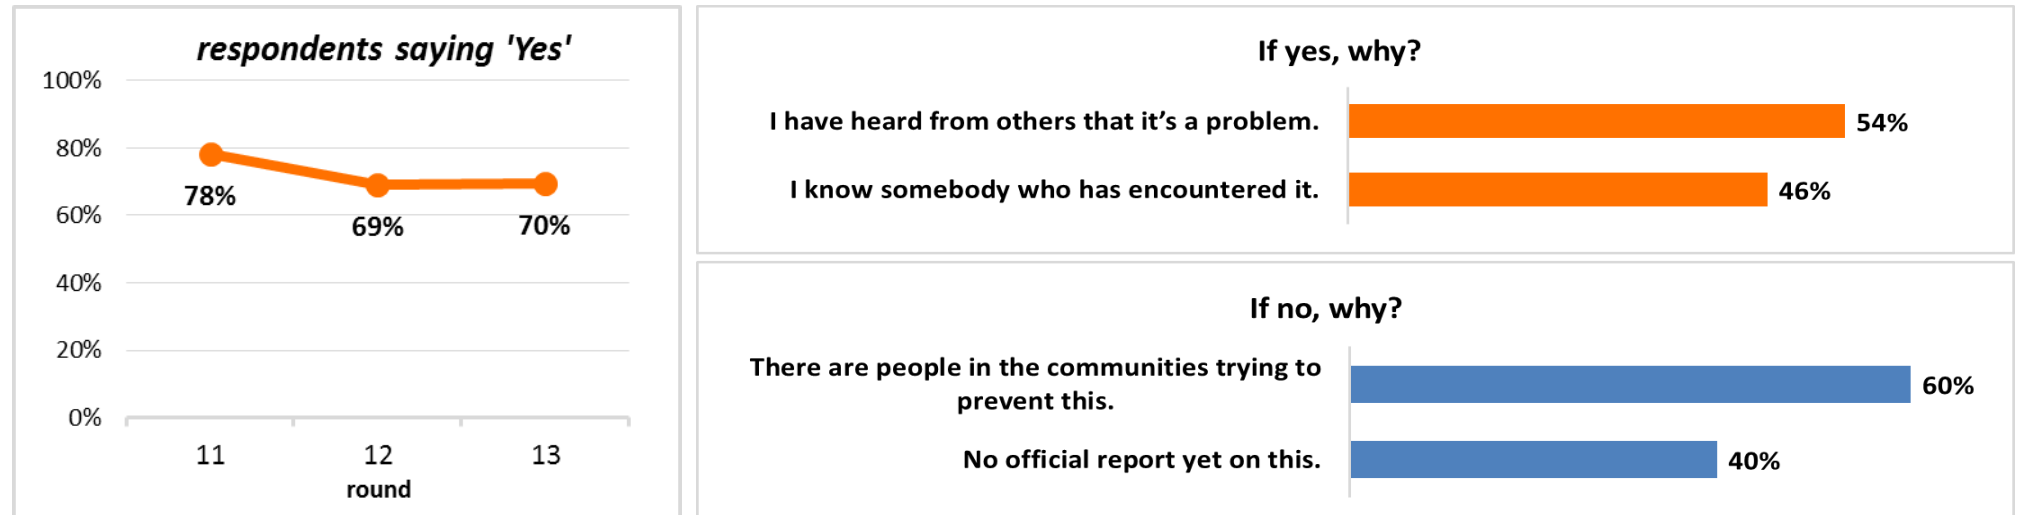 respondents saying 'Yes'
100%
80%
60%
40%
20%
0%
78%
69%
70%
11
12
13
round
If yes, why?
I have heard from others that it’s a problem.
54%
I know somebody who has encountered it.
46%
If no, why?
There are people in the communities trying to
prevent this.
60%
No official report yet on this.
40%